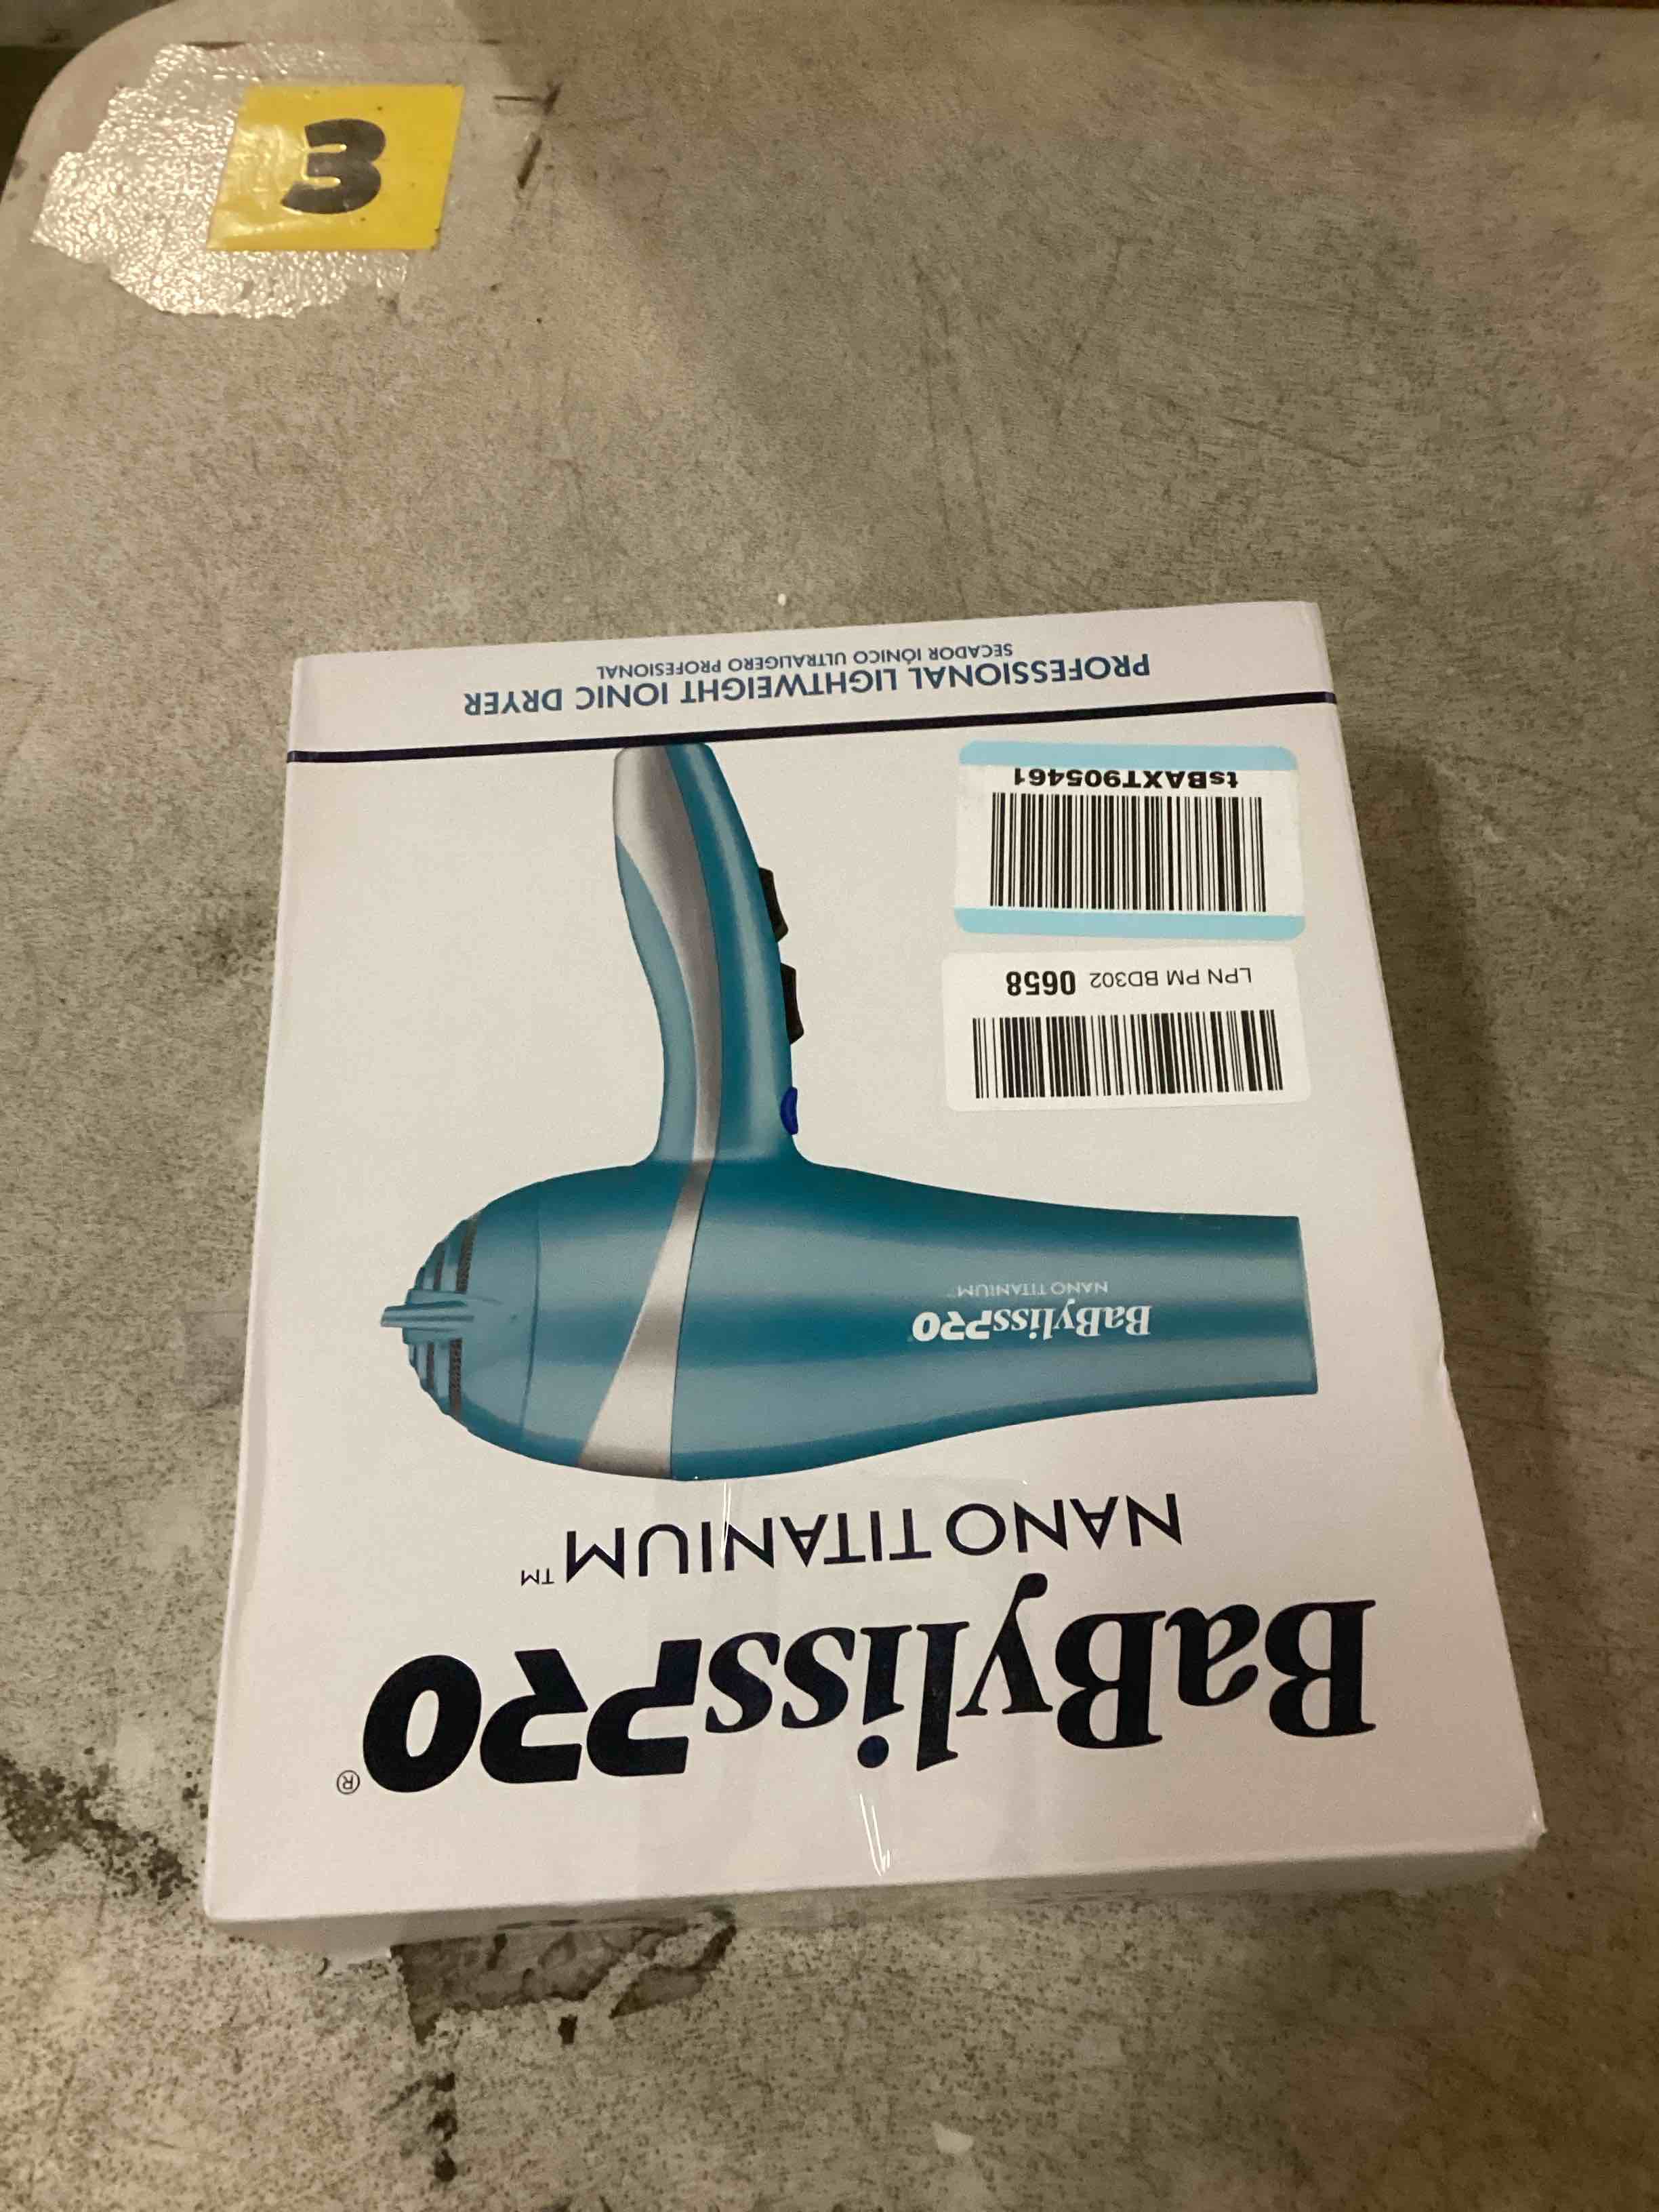 3
BaBylissPRO®
NANO TITANIUM™
BaBylissPRO®
NANO TITANIUM™
LPN PM BD302 0658
tsBAXT905461
PROFESSIONAL LIGHTWEIGHT IONIC DRYER
SECADOR IÓNICO ULTRALIGERO PROFESIONAL